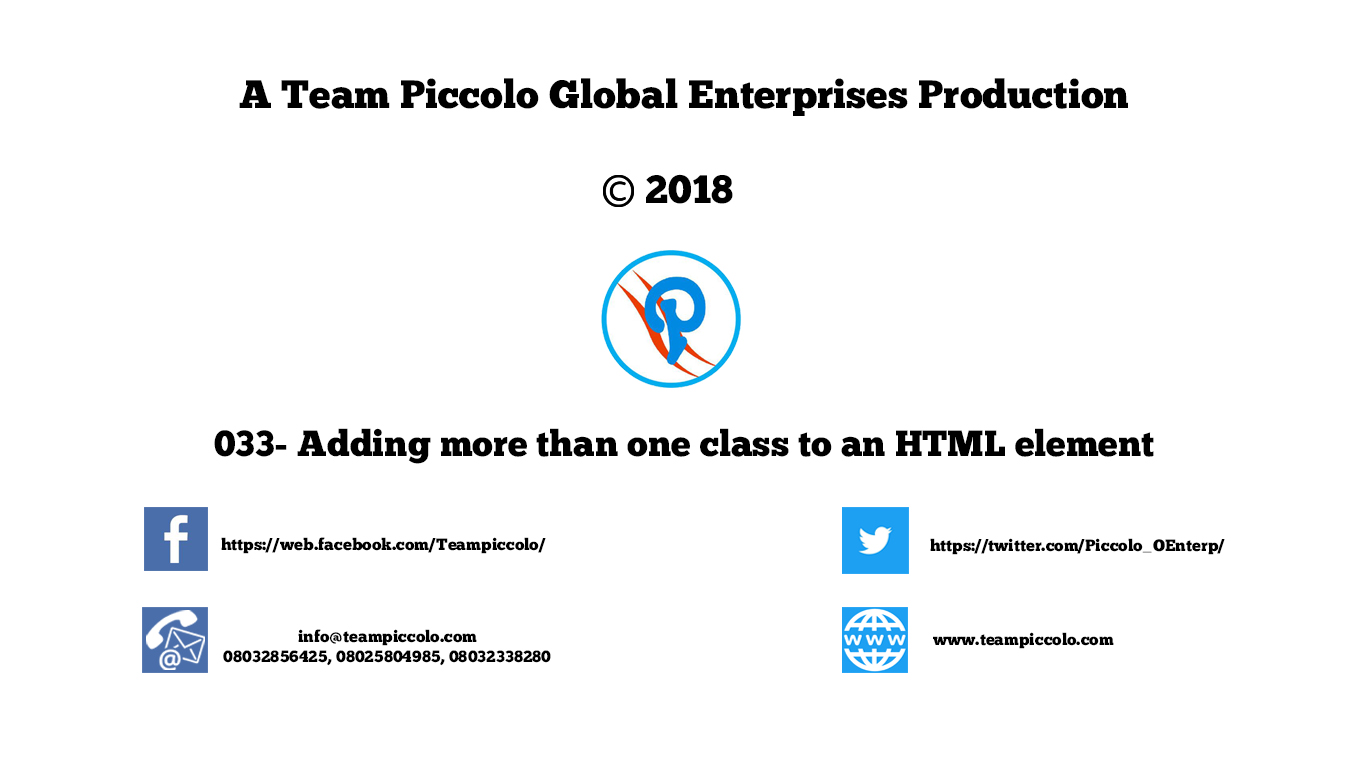 A Team Piccolo Global Enterprises Production
© 2018
033- Adding more than one class to an HTML element
https://web.facebook.com/Teampiccolo/
https://twitter.com/Piccolo_OEnterp/
info@teampiccolo.com
08032856425, 08025804985, 08032338280
WWW
www.teampiccolo.com